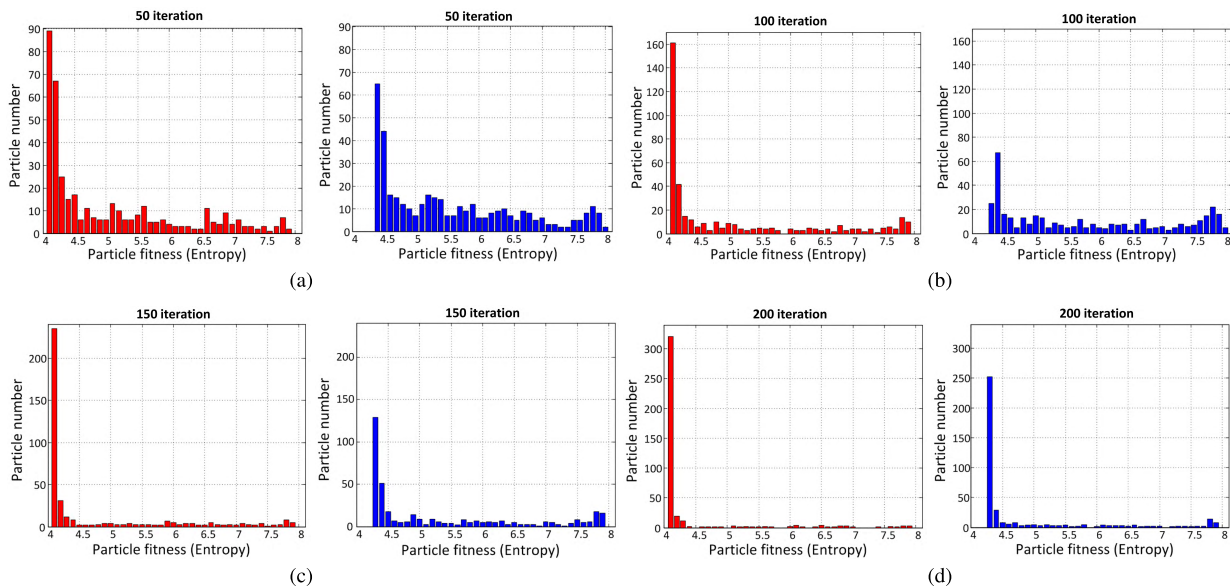 50 iteration
Particle number
90
80
70
60
50
40
30
20
10
0
4 4.5 5 5.5 6 6.5 7 7.5 8
Particle fitness (Entropy)
50 iteration
Particle number
90
80
70
60
50
40
30
20
10
0
4 4.5 5 5.5 6 6.5 7 7.5 8
Particle fitness (Entropy)
(a)
100 iteration
Particle number
160
140
120
100
80
60
40
20
0
4 4.5 5 5.5 6 6.5 7 7.5 8
Particle fitness (Entropy)
100 iteration
Particle number
160
140
120
100
80
60
40
20
0
4 4.5 5 5.5 6 6.5 7 7.5 8
Particle fitness (Entropy)
(b)
150 iteration
Particle number
200
150
100
50
0
4 4.5 5 5.5 6 6.5 7 7.5 8
Particle fitness (Entropy)
150 iteration
Particle number
200
150
100
50
0
4 4.5 5 5.5 6 6.5 7 7.5 8
Particle fitness (Entropy)
(c)
200 iteration
Particle number
300
350
200
150
100
50
0
4 4.5 5 5.5 6 6.5 7 7.5 8
Particle fitness (Entropy)
200 iteration
Particle number
300
250
200
150
100
50
0
4 4.5 5 5.5 6 6.5 7 7.5 8
Particle fitness (Entropy)
(d)